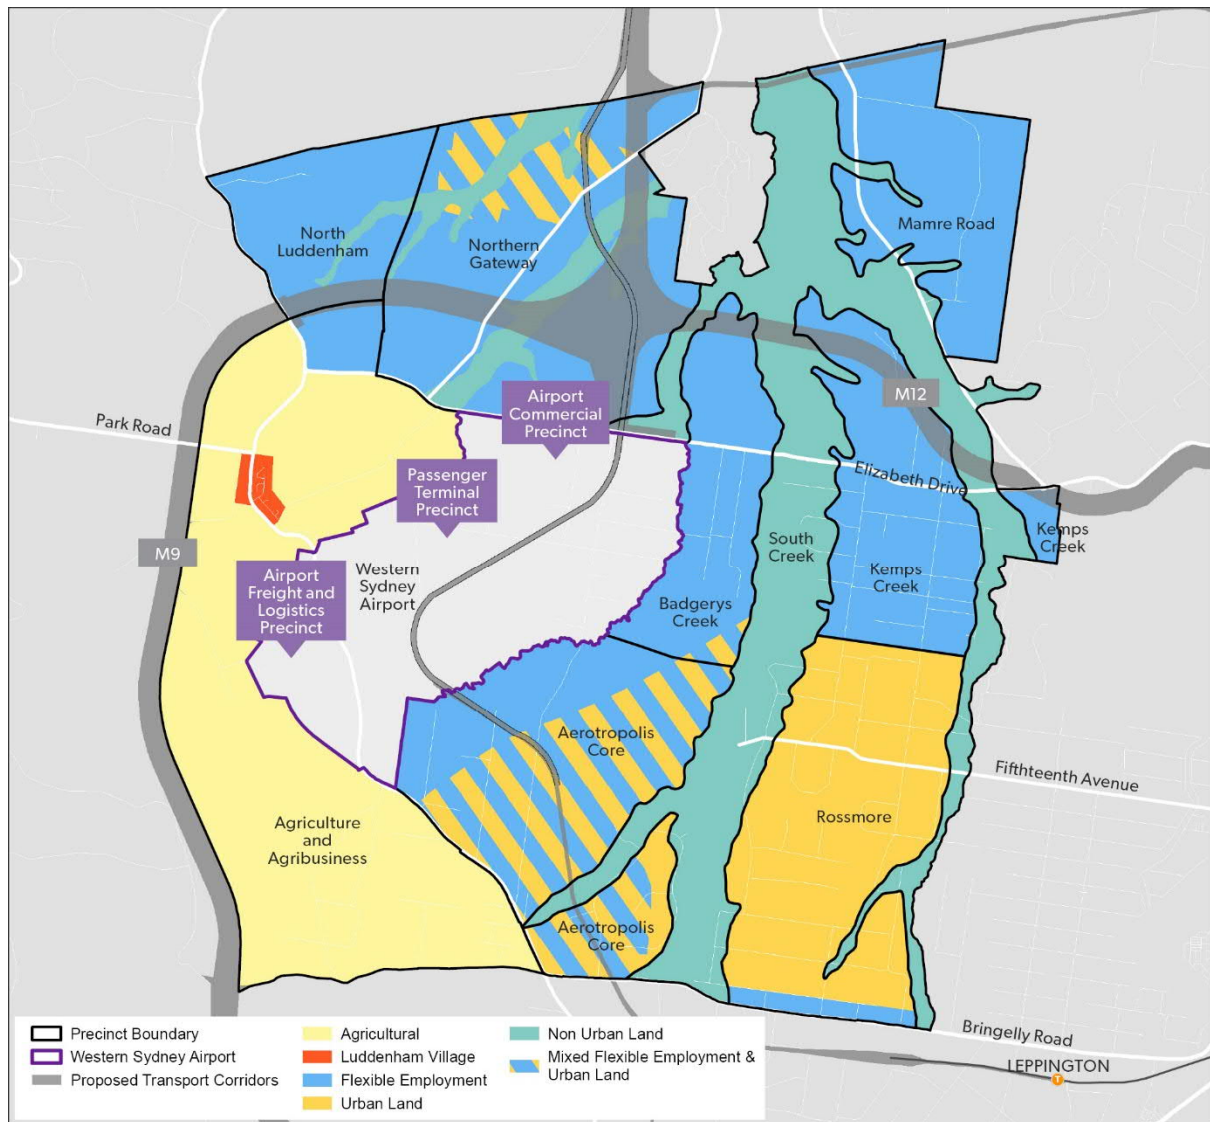 North
Luddenham
Northern
Gateway
Mamre Road
Airport
Commercial
Precinct
M12
Park Road
Passenger
Terminal
Precinct
Elizabeth Drive
Kemps
Creek
South
Creek
M9
Western
Sydney
Airport
Airport
Freight and
Logistics
Precinct
Kemps
Creek
Badgerys
Creek
Aerotropolis
Core
Fifthteenth Avenue
Rossmore
Agriculture
and
Agribusiness
Aerotropolis
Core
Bringelly Road
LEPPINGTON
T
Precinct Boundary
Western Sydney Airport
Proposed Transport Corridors
Agricultural
Luddenham Village
Flexible Employment
Urban Land
Non Urban Land
Mixed Flexible Employment &
Urban Land